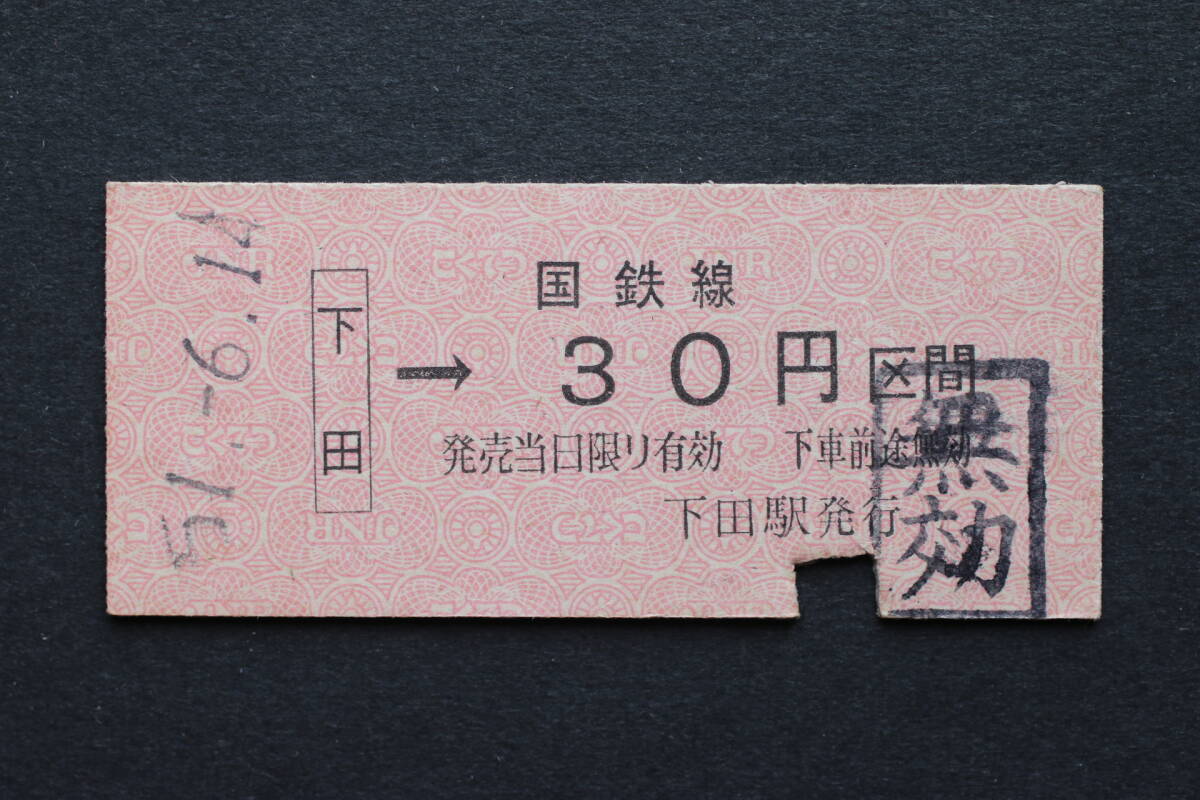 51.-6.14
下田
国鉄線
→ 30円区間
発売当日限り有効 下車前途無効
下田駅発行
無効